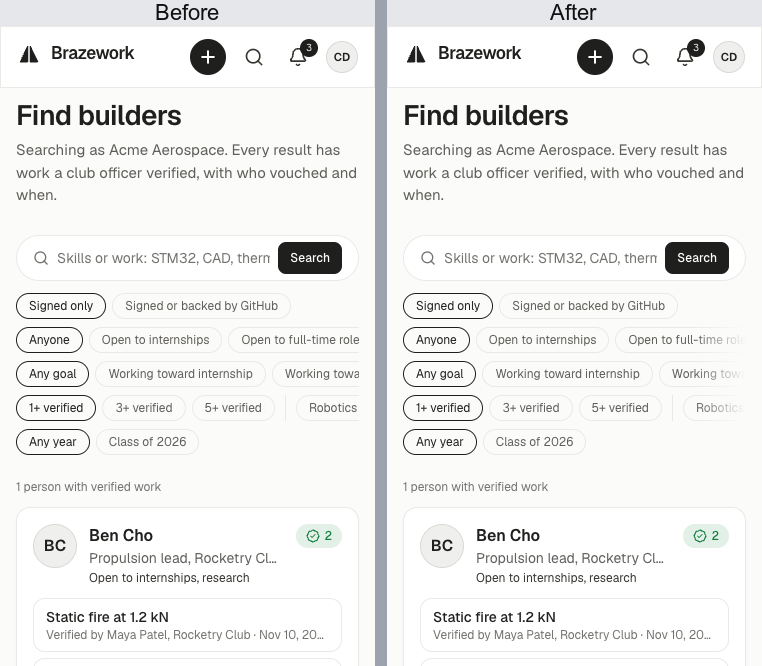 Before
Brazework
3
CD
Find builders
Searching as Acme Aerospace. Every result has
work a club officer verified, with who vouched and
when.
Skills or work: STM32, CAD, therm
Search
Signed only
Signed or backed by GitHub
Anyone
Open to internships
Open to full-time role
Any goal
Working toward internship
Working towa
1+ verified
3+ verified
5+ verified
Robotics
Any year
Class of 2026
1 person with verified work
BC
Ben Cho
2
Propulsion lead, Rocketry Cl...
Open to internships, research
Static fire at 1.2 kN
Verified by Maya Patel, Rocketry Club · Nov 10, 20...
After
Brazework
3
CD
Find builders
Searching as Acme Aerospace. Every result has
work a club officer verified, with who vouched and
when.
Skills or work: STM32, CAD, therm
Search
Signed only
Signed or backed by GitHub
Anyone
Open to internships
Open to full-time role
Any goal
Working toward internship
Working tow
1+ verified
3+ verified
5+ verified
Robotics
Any year
Class of 2026
1 person with verified work
BC
Ben Cho
2
Propulsion lead, Rocketry Cl...
Open to internships, research
Static fire at 1.2 kN
Verified by Maya Patel, Rocketry Club · Nov 10, 20...